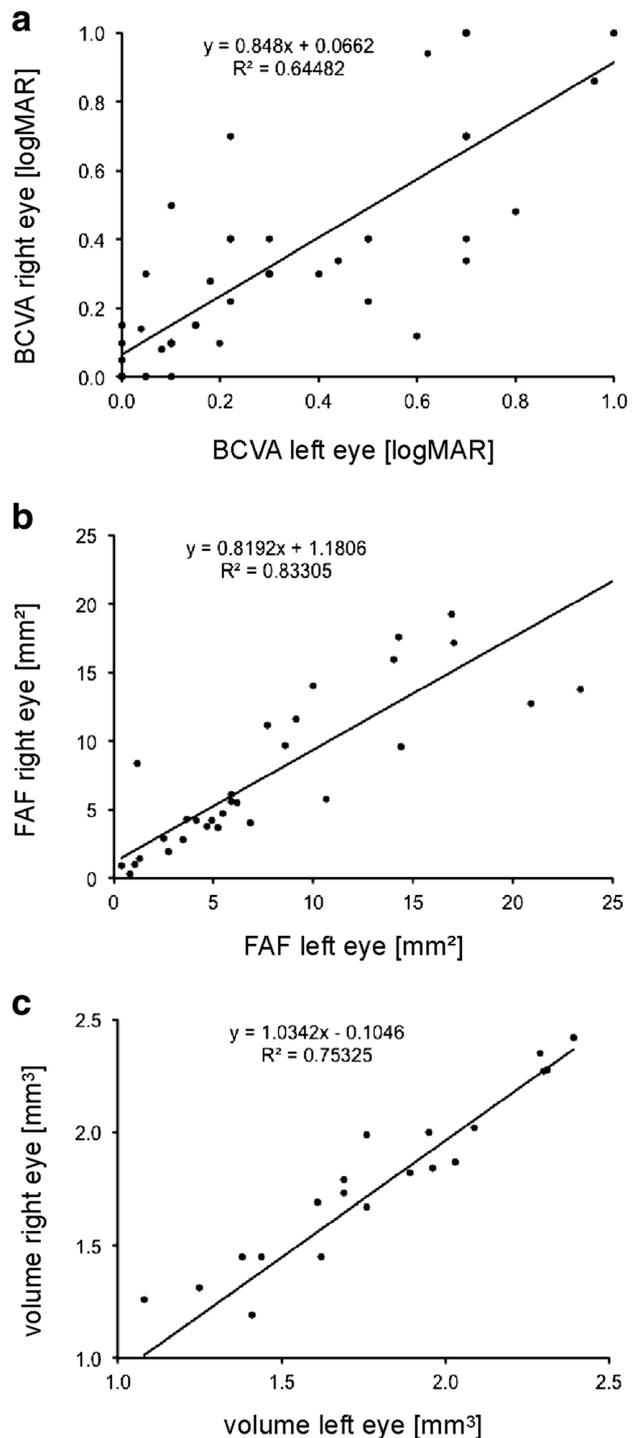 a
y = 0.848x + 0.0662
R² = 0.64482
BCVA right eye [logMAR]
1.0
0.8
0.6
0.4
0.2
0.0
0.0 0.2 0.4 0.6 0.8 1.0
BCVA left eye [logMAR]
b
y = 0.8192x + 1.1806
R² = 0.83305
FAF right eye [mm²]
25
20
15
10
5
0
0 5 10 15 20 25
FAF left eye [mm²]
c
y = 1.0342x - 0.1046
R² = 0.75325
volume right eye [mm³]
2.5
2.0
1.5
1.0
1.0 1.5 2.0 2.5
volume left eye [mm³]